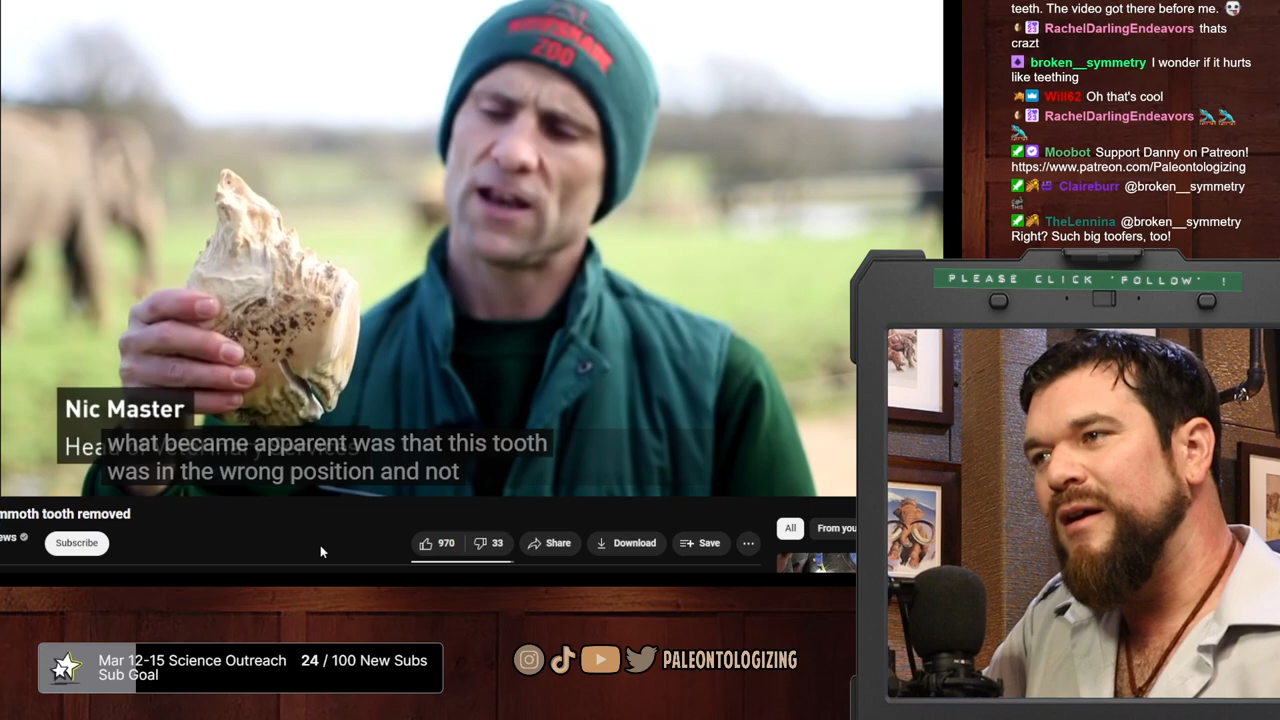 ZOO
Nic Master
what became apparent was that this tooth
was in the wrong position and not
mmoth tooth removed
ews
Subscribe
970
33
Share
Download
Save
All
From you
Mar 12-15 Science Outreach
Sub Goal
24 / 100 New Subs
PALEONTOLOGIZING
teeth. The video got there before me.
RachelDarlingEndeavors thats
crazt
broken__symmetry I wonder if it hurts
like teething
Will62 Oh that's cool
RachelDarlingEndeavors
Moobot Support Danny on Patreon!
https://www.patreon.com/Paleontologizing
Claireburr @broken__symmetry
TheLennina @broken__symmetry
Right? Such big toofers, too!
PLEASE CLICK 'FOLLOW' !